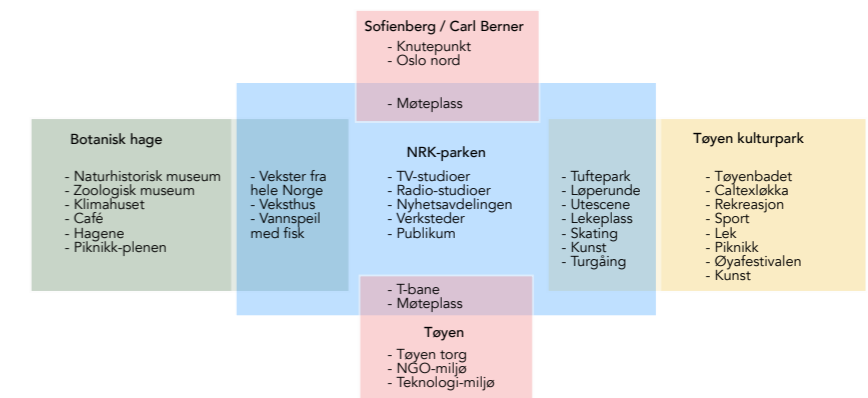 Sofienberg / Carl Berner
- Knutepunkt
- Oslo nord
- Møteplass
Botanisk hage
- Naturhistorisk museum
- Zoologisk museum
- Klimahuset
- Café
- Hagene
- Piknikk-plenen
- Vekster fra
hele Norge
- Veksthus
- Vannspeil
med fisk
NRK-parken
- TV-studioer
- Radio-studioer
- Nyhetsavdelingen
- Verksteder
- Publikum
- Tuftepark
- Løperunde
- Utescene
- Lekeplass
- Skating
- Kunst
- Turgåing
Tøyen kulturpark
- Tøyenbadet
- Caltexløkka
- Rekreasjon
- Sport
- Lek
- Piknikk
- Øyafestivalen
- Kunst
- T-bane
- Møteplass
Tøyen
- Tøyen torg
- NGO-miljø
- Teknologi-miljø